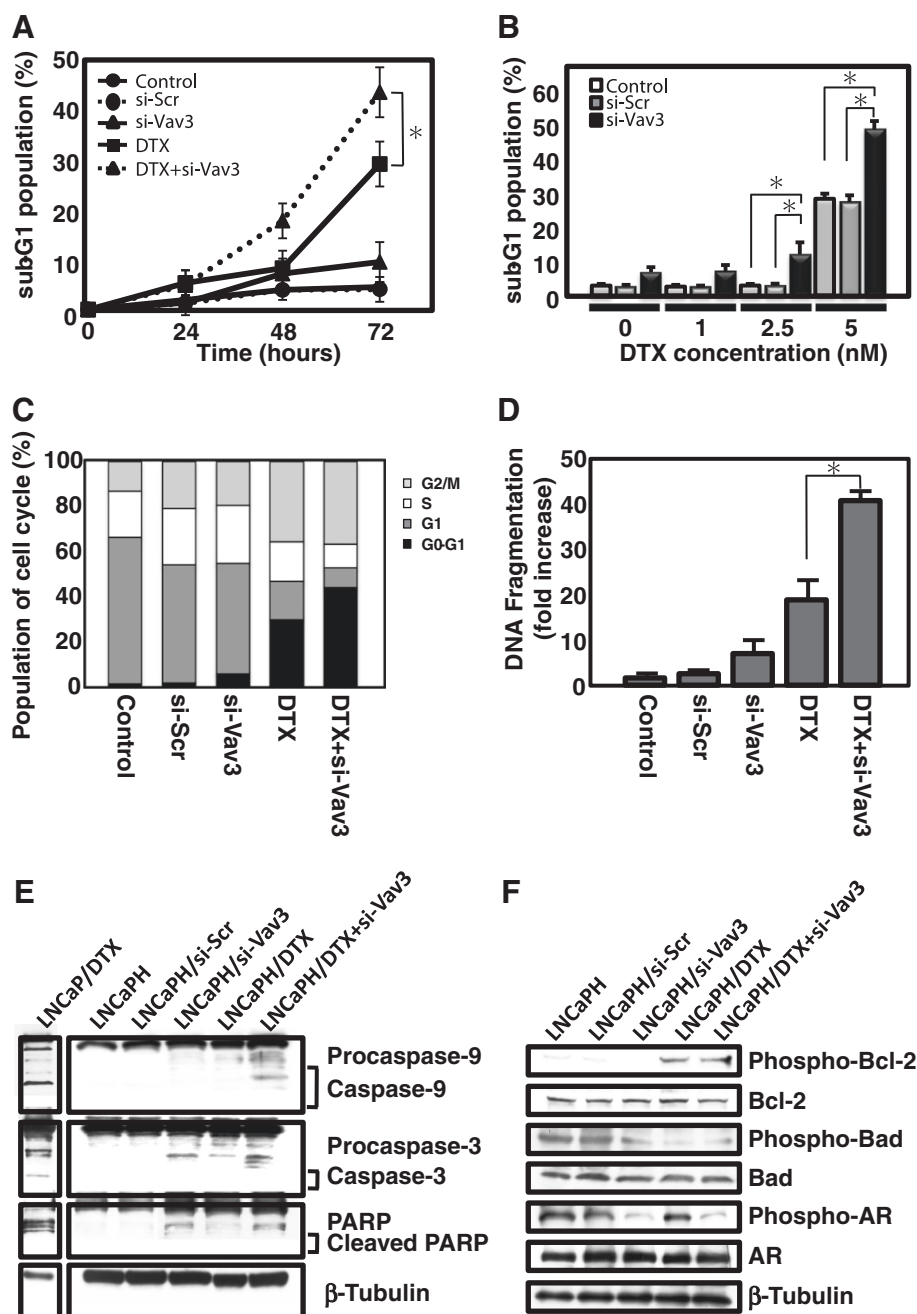 A
subG1 population (%)
50
40
30
20
10
0
Control
si-Scr
si-Vav3
DTX
DTX+si-Vav3
*
0
24
48
72
Time (hours)
B
subG1 population (%)
60
50
40
30
20
10
0
Control
si-Scr
si-Vav3
*
*
*
*
0
1
2.5
5
DTX concentration (nM)
C
Population of cell cycle (%)
100
80
60
40
20
0
G2/M
S
G1
G0-G1
Control
si-Scr
si-Vav3
DTX
DTX+si-Vav3
D
DNA Fragmentation
(fold increase)
50
40
30
20
10
0
*
Control
si-Scr
si-Vav3
DTX
DTX+si-Vav3
E
LNCaP/DTX
LNCaPH
LNCaPH/si-Scr
LNCaPH/si-Vav3
LNCaPH/DTX
LNCaPH/DTX+si-Vav3
Procaspase-9
Caspase-9
Procaspase-3
Caspase-3
PARP
Cleaved PARP
β-Tubulin
F
LNCaPH
LNCaPH/si-Scr
LNCaPH/si-Vav3
LNCaPH/DTX
LNCaPH/DTX+si-Vav3
Phospho-Bcl-2
Bcl-2
Phospho-Bad
Bad
Phospho-AR
AR
β-Tubulin